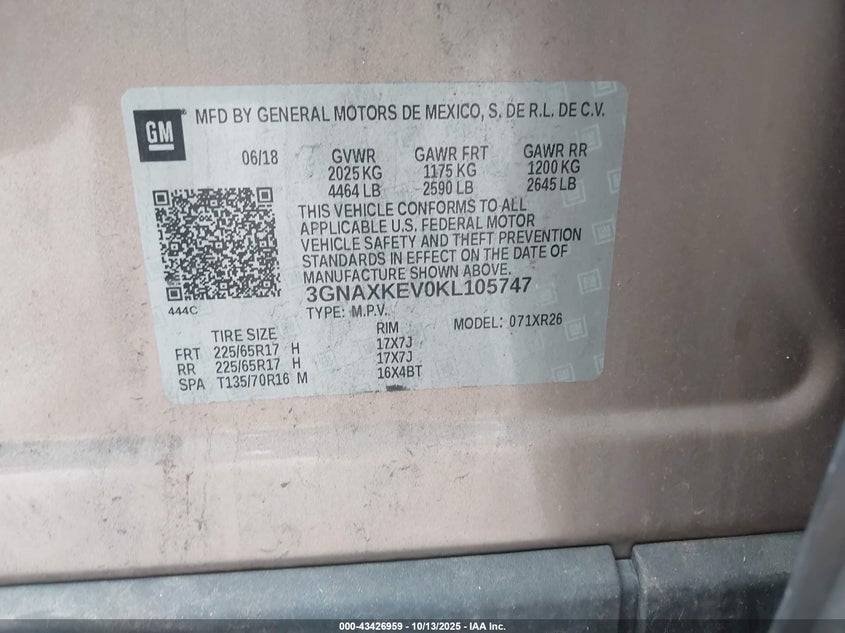 GM
MFD BY GENERAL MOTORS DE MEXICO, S. DE R.L. DE C.V.
06/18 GVWR GAWR FRT GAWR RR
2025 KG 1175 KG 1200 KG
4464 LB 2590 LB 2645 LB
THIS VEHICLE CONFORMS TO ALL
APPLICABLE U.S. FEDERAL MOTOR
VEHICLE SAFETY AND THEFT PREVENTION
STANDARDS IN EFFECT ON THE DATE OF
MANUFACTURE SHOWN ABOVE.
3GNAXKEV0KL105747
444C
TYPE: M.P.V. MODEL: 071XR26
TIRE SIZE RIM
FRT 225/65R17 H 17X7J
RR 225/65R17 H 17X7J
SPA T135/70R16 M 16X4BT
000-43426959 - 10/13/2025 - IAA Inc.